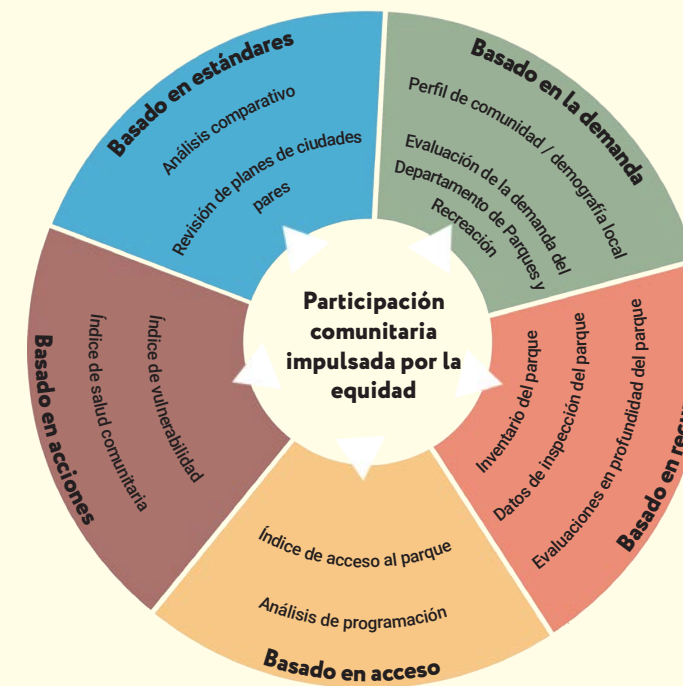 Basado en estándares
Análisis comparativo
Revisión de planes de ciudades
pares
Basado en la demanda
Perfil de comunidad / demografía local
Evaluación de la demanda del
Departamento de Parques y
Recreación
Basado en
Evaluaciones en profundidad del parque
Datos de inspección del parque
Inventario del parque
Basado en acceso
Análisis de programación
Índice de acceso al parque
Basado en acciones
Índice de salud comunitaria
Índice de vulnerabilidad
Participación
comunitaria
impulsada por la
equidad